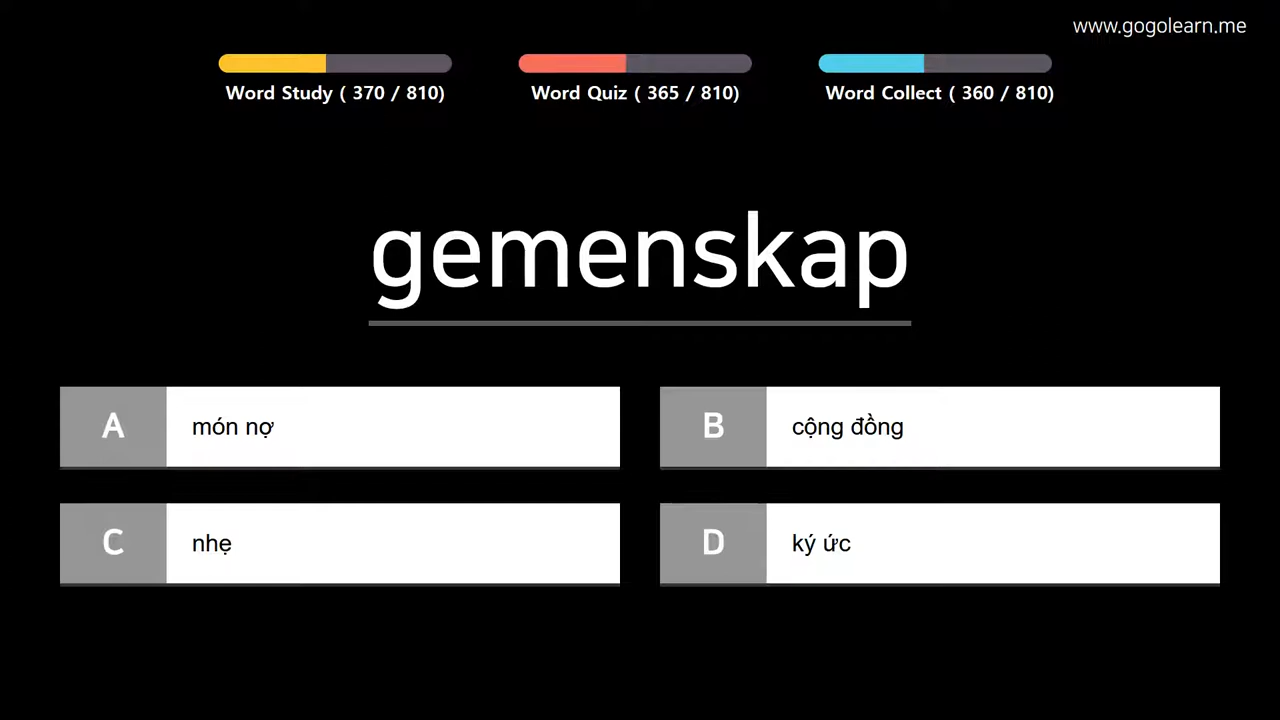 www.gogolearn.me
Word Study ( 370 / 810)
Word Quiz ( 365 / 810)
Word Collect ( 360 / 810)
gemenskap
A món nợ
B cộng đồng
C nhẹ
D ký ức